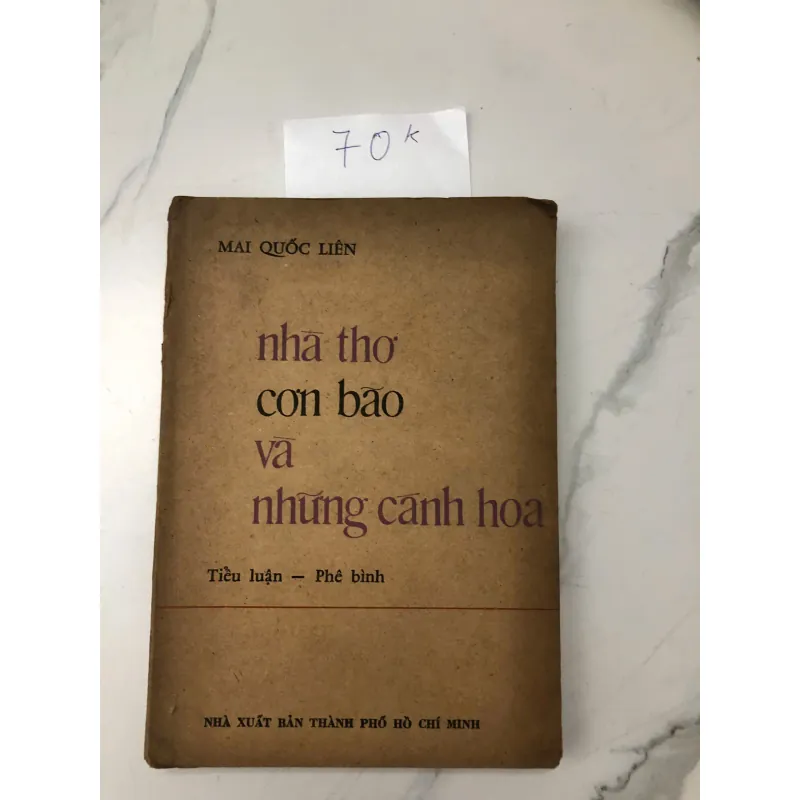 70k
MAI QUỐC LIÊN
nhà thơ
cơn bão
và
những cánh hoa
Tiểu luận — Phê bình
NHÀ XUẤT BẢN THÀNH PHỐ HỒ CHÍ MINH